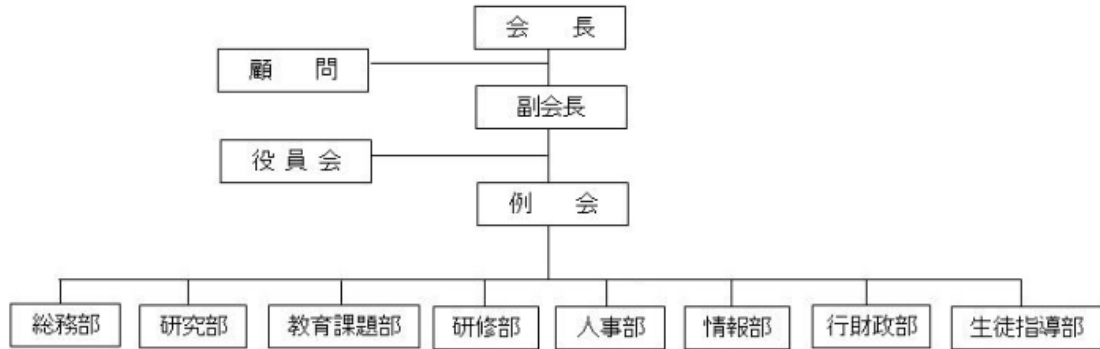 会　長
顧　問
副会長
役 員 会
例　会
総務部　研究部　教育課題部　研修部　人事部　情報部　行財政部　生徒指導部